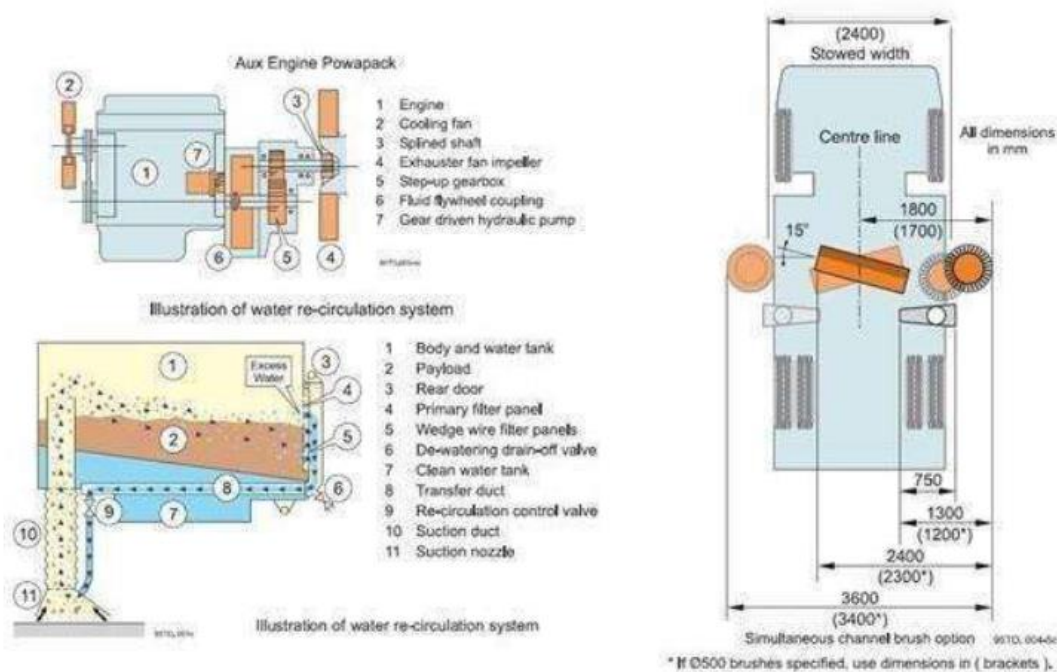 Aux Engine Powapack
2
3
1
7
6
5
4
1 Engine
2 Cooling fan
3 Splined shaft
4 Exhauster fan impeller
5 Step-up gearbox
6 Fluid flywheel coupling
7 Gear driven hydraulic pump
Illustration of water re-circulation system
1
Excess
Water
3
4
2
5
8
6
9
7
10
11
1 Body and water tank
2 Payload
3 Rear door
4 Primary filter panel
5 Wedge wire filter panels
6 De-watering drain-off valve
7 Clean water tank
8 Transfer duct
9 Re-circulation control valve
10 Suction duct
11 Suction nozzle
Illustration of water re-circulation system
(2400)
Stowed width
Centre line
All dimensions
in mm
1800
(1700)
15°
750
1300
(1200*)
2400
(2300*)
3600
(3400*)
Simultaneous channel brush option
* If Ø500 brushes specified, use dimensions in ( brackets ).